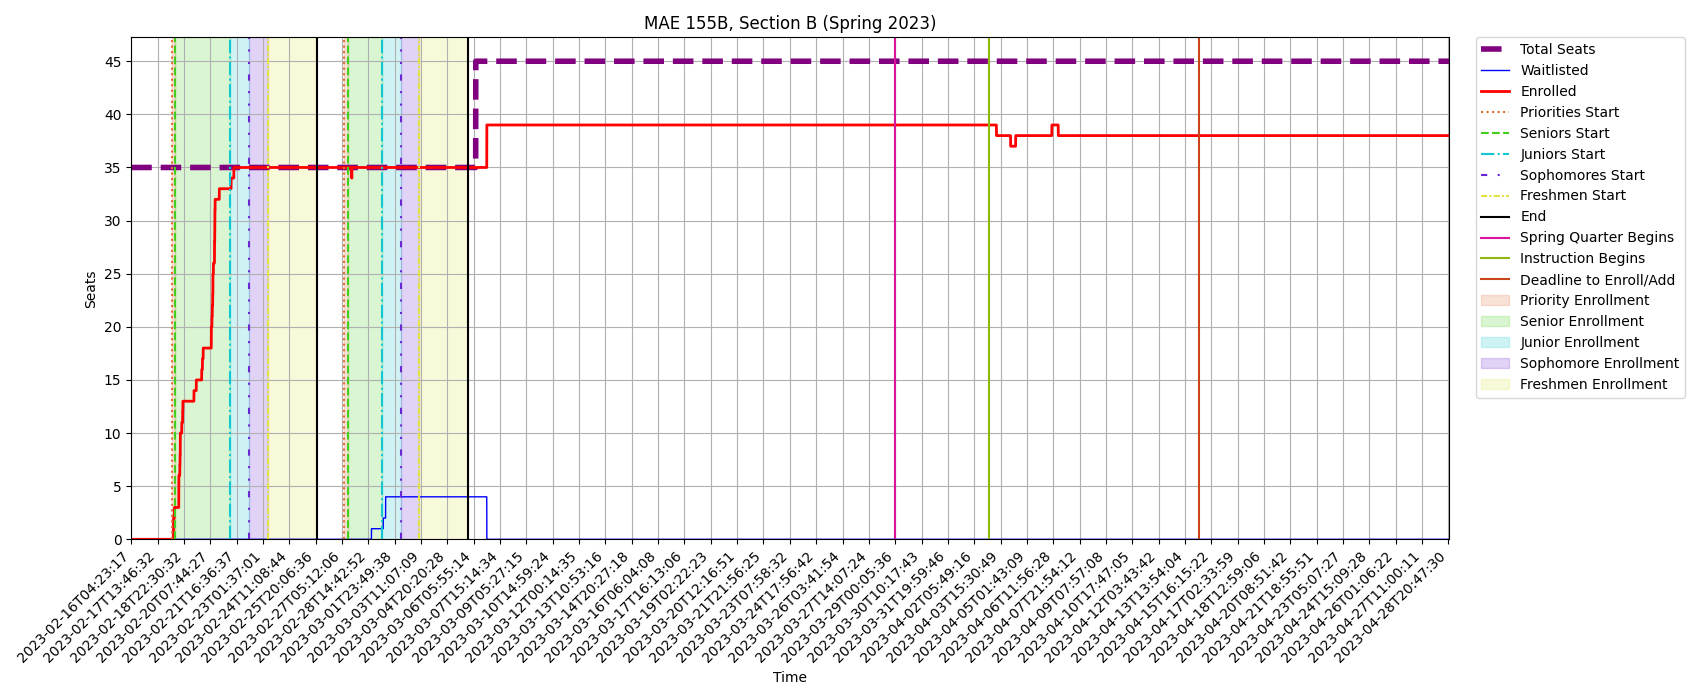 MAE 155B, Section B (Spring 2023)
Seats
45
40
35
30
25
20
15
10
5
0
2023-02-16T04:23:17
2023-02-17T13:46:32
2023-02-18T22:30:32
2023-02-20T07:44:27
2023-02-21T16:36:37
2023-02-23T01:37:01
2023-02-24T11:08:44
2023-02-25T20:06:36
2023-02-27T05:12:06
2023-02-28T14:42:52
2023-03-01T23:49:38
2023-03-03T11:07:09
2023-03-04T20:20:28
2023-03-06T05:55:14
2023-03-07T15:14:34
2023-03-09T05:27:15
2023-03-10T14:59:24
2023-03-12T00:14:35
2023-03-13T10:53:16
2023-03-14T20:27:18
2023-03-16T06:04:08
2023-03-17T16:13:06
2023-03-19T02:22:23
2023-03-20T12:16:51
2023-03-21T21:56:25
2023-03-23T07:58:32
2023-03-24T17:56:42
2023-03-26T03:41:54
2023-03-27T14:07:24
2023-03-29T00:05:36
2023-03-30T10:17:43
2023-03-31T19:59:46
2023-04-02T05:49:16
2023-04-03T15:30:49
2023-04-05T01:43:09
2023-04-06T11:56:28
2023-04-07T21:54:12
2023-04-09T07:57:08
2023-04-10T17:47:05
2023-04-12T03:43:42
2023-04-13T13:54:04
2023-04-15T16:15:22
2023-04-17T02:33:59
2023-04-18T12:59:06
2023-04-20T08:51:42
2023-04-21T18:55:51
2023-04-23T05:07:27
2023-04-24T15:09:28
2023-04-26T01:06:22
2023-04-27T11:00:11
2023-04-28T20:47:30
Time
Total Seats
Waitlisted
Enrolled
Priorities Start
Seniors Start
Juniors Start
Sophomores Start
Freshmen Start
End
Spring Quarter Begins
Instruction Begins
Deadline to Enroll/Add
Priority Enrollment
Senior Enrollment
Junior Enrollment
Sophomore Enrollment
Freshmen Enrollment